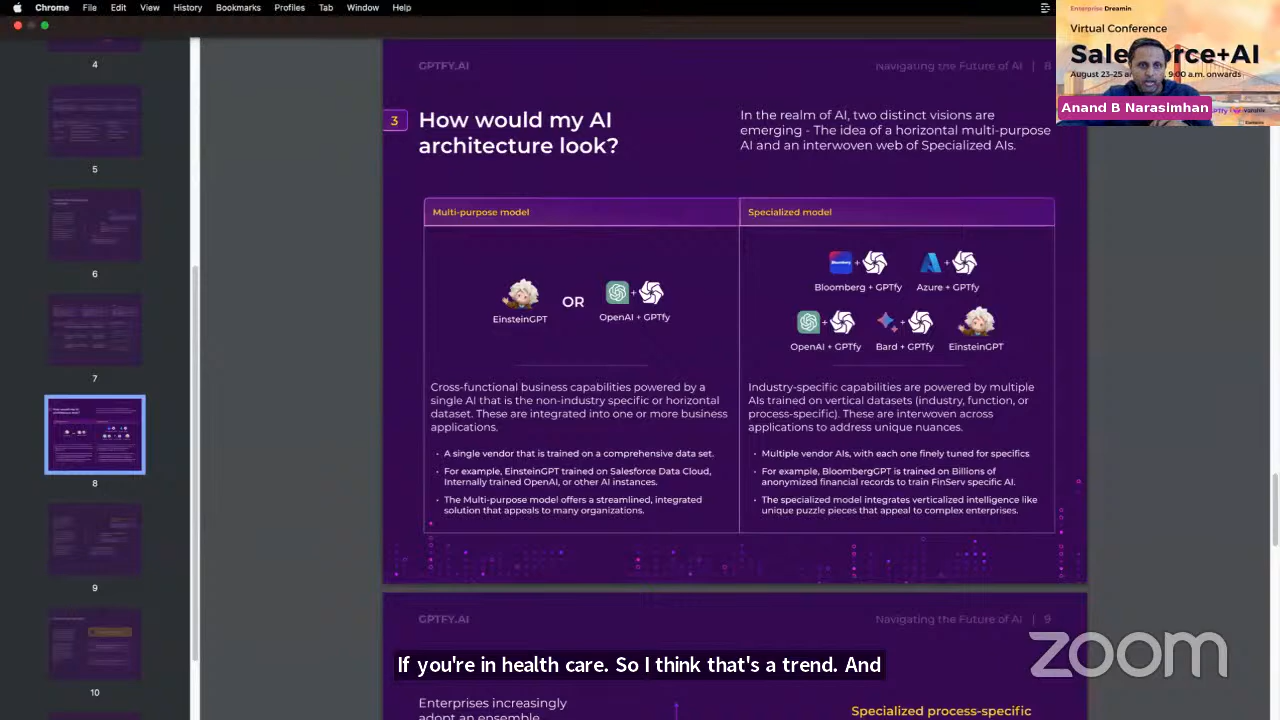 Chrome File Edit View History Bookmarks Profiles Tab Window Help
Enterprise Dreamin
Virtual Conference
Anand B Narasimhan
4
5
6
7
8
9
10
GPTFY.AI
Navigating the Future of AI | 8
3
How would my AI
architecture look?
In the realm of AI, two distinct visions are
emerging - The idea of a horizontal multi-purpose
AI and an interwoven web of Specialized AIs.
Multi-purpose model
EinsteinGPT
OR
OpenAI + GPTfy
Cross-functional business capabilities powered by a
single AI that is the non-industry specific or horizontal
dataset. These are integrated into one or more business
applications.
• A single vendor that is trained on a comprehensive data set.
• For example, EinsteinGPT trained on Salesforce Data Cloud,
Internally trained OpenAI, or other AI instances.
• The Multi-purpose model offers a streamlined, integrated
solution that appeals to many organizations.
Specialized model
Bloomberg
Bloomberg + GPTfy
Azure + GPTfy
OpenAI + GPTfy
Bard + GPTfy
EinsteinGPT
Industry-specific capabilities are powered by multiple
AIs trained on vertical datasets (industry, function, or
process-specific). These are interwoven across
applications to address unique nuances.
• Multiple vendor AIs, with each one finely tuned for specifics
• For example, BloombergGPT is trained on Billions of
anonymized financial records to train FinServ specific AI.
• The specialized model integrates verticalized intelligence like
unique puzzle pieces that appeal to complex enterprises.
GPTFY.AI
Navigating the Future of AI | 9
If you're in health care. So I think that's a trend. And
zoom
Enterprises increasingly
adopt an ensemble
Specialized process-specific